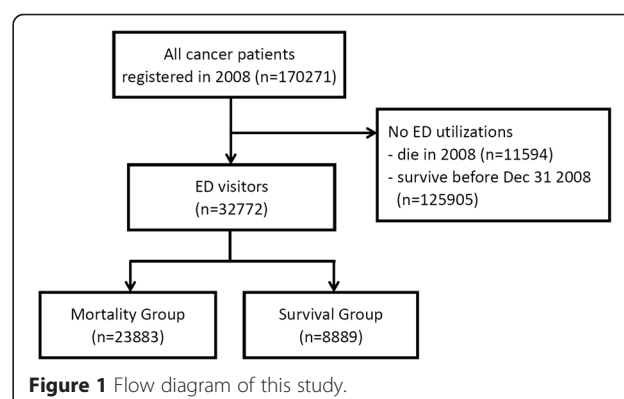 All cancer patients
registered in 2008 (n=170271)
No ED utilizations
- die in 2008 (n=11594)
- survive before Dec 31 2008
(n=125905)
ED visitors
(n=32772)
Mortality Group
(n=23883)
Survival Group
(n=8889)
Figure 1 Flow diagram of this study.